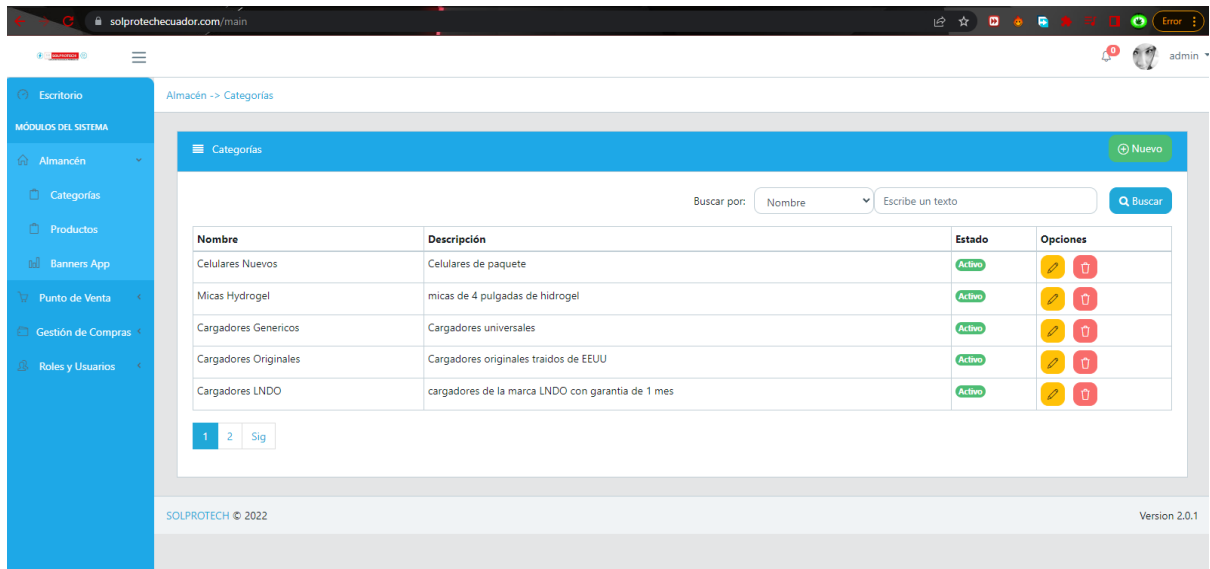 solprotechecuador.com/main
Error
SOLPROTECH
0
admin
Escritorio
Almacén -> Categorías
MÓDULOS DEL SISTEMA
Almancén
Categorías
Productos
Banners App
Punto de Venta
Gestión de Compras
Roles y Usuarios
Categorías
Nuevo
Buscar por: Nombre Escribe un texto Buscar
Nombre Descripción Estado Opciones
Celulares Nuevos Celulares de paquete Activo
Micas Hydrogel micas de 4 pulgadas de hidrogel Activo
Cargadores Genericos Cargadores universales Activo
Cargadores Originales Cargadores originales traidos de EEUU Activo
Cargadores LNDO cargadores de la marca LNDO con garantia de 1 mes Activo
1 2 Sig
SOLPROTECH © 2022 Version 2.0.1